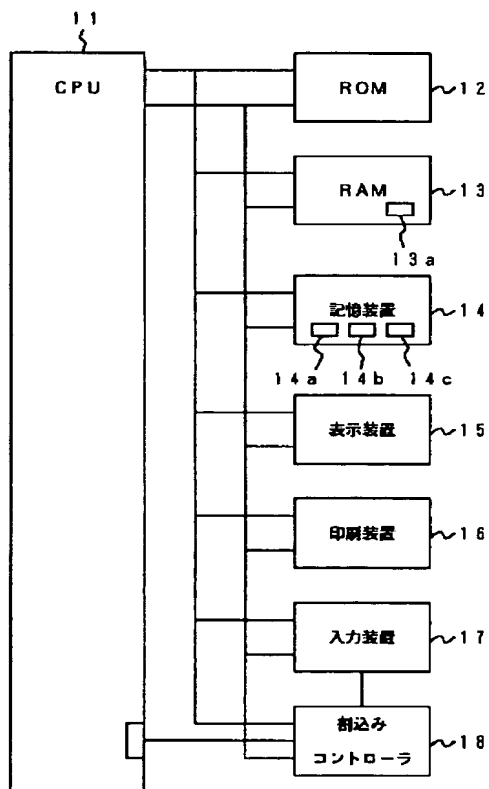 11
CPU
ROM
12
RAM
13
13a
記憶装置
14
14a 14b 14c
表示装置
15
印刷装置
16
入力装置
17
割込み
コントローラ
18